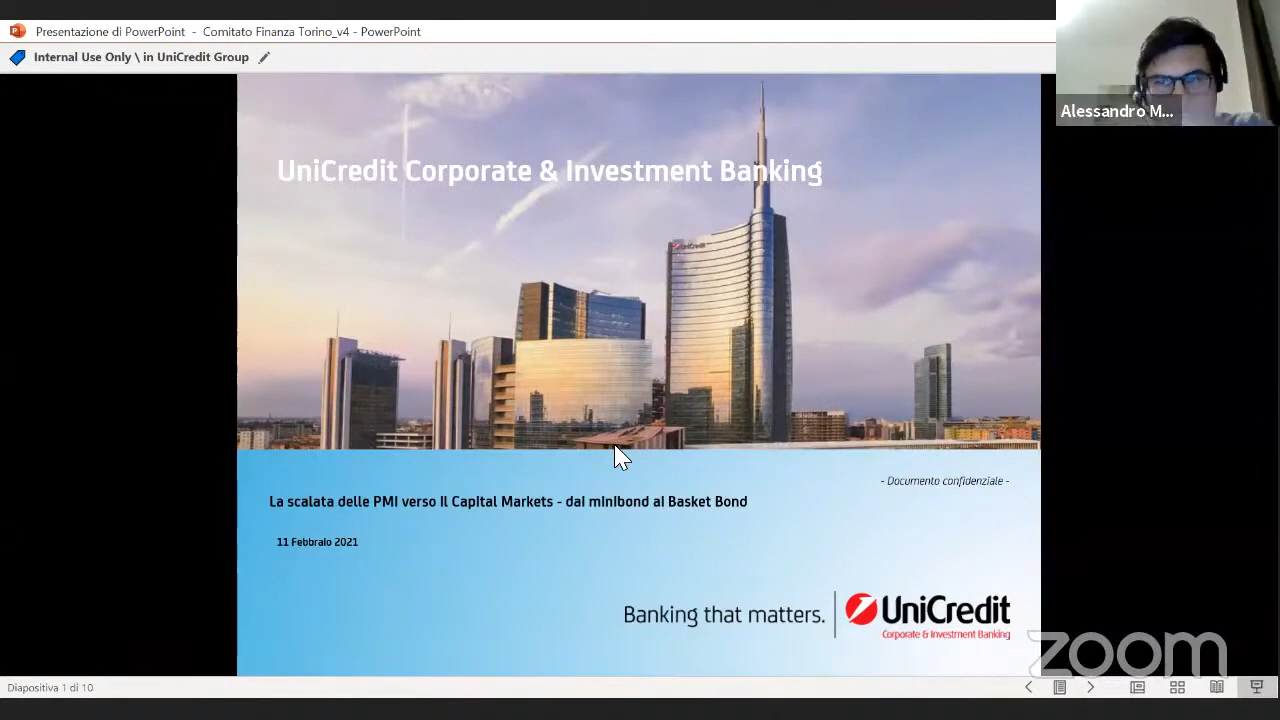 Presentazione di PowerPoint - Comitato Finanza Torino_v4 - PowerPoint
Internal Use Only \ in UniCredit Group
Alessandro M...
UniCredit Corporate & Investment Banking
UniCredit
- Documento confidenziale -
La scalata delle PMI verso il Capital Markets - dai minibond ai Basket Bond
11 Febbraio 2021
Banking that matters.
UniCredit
Corporate & Investment Banking
zoom
Diapositiva 1 di 10